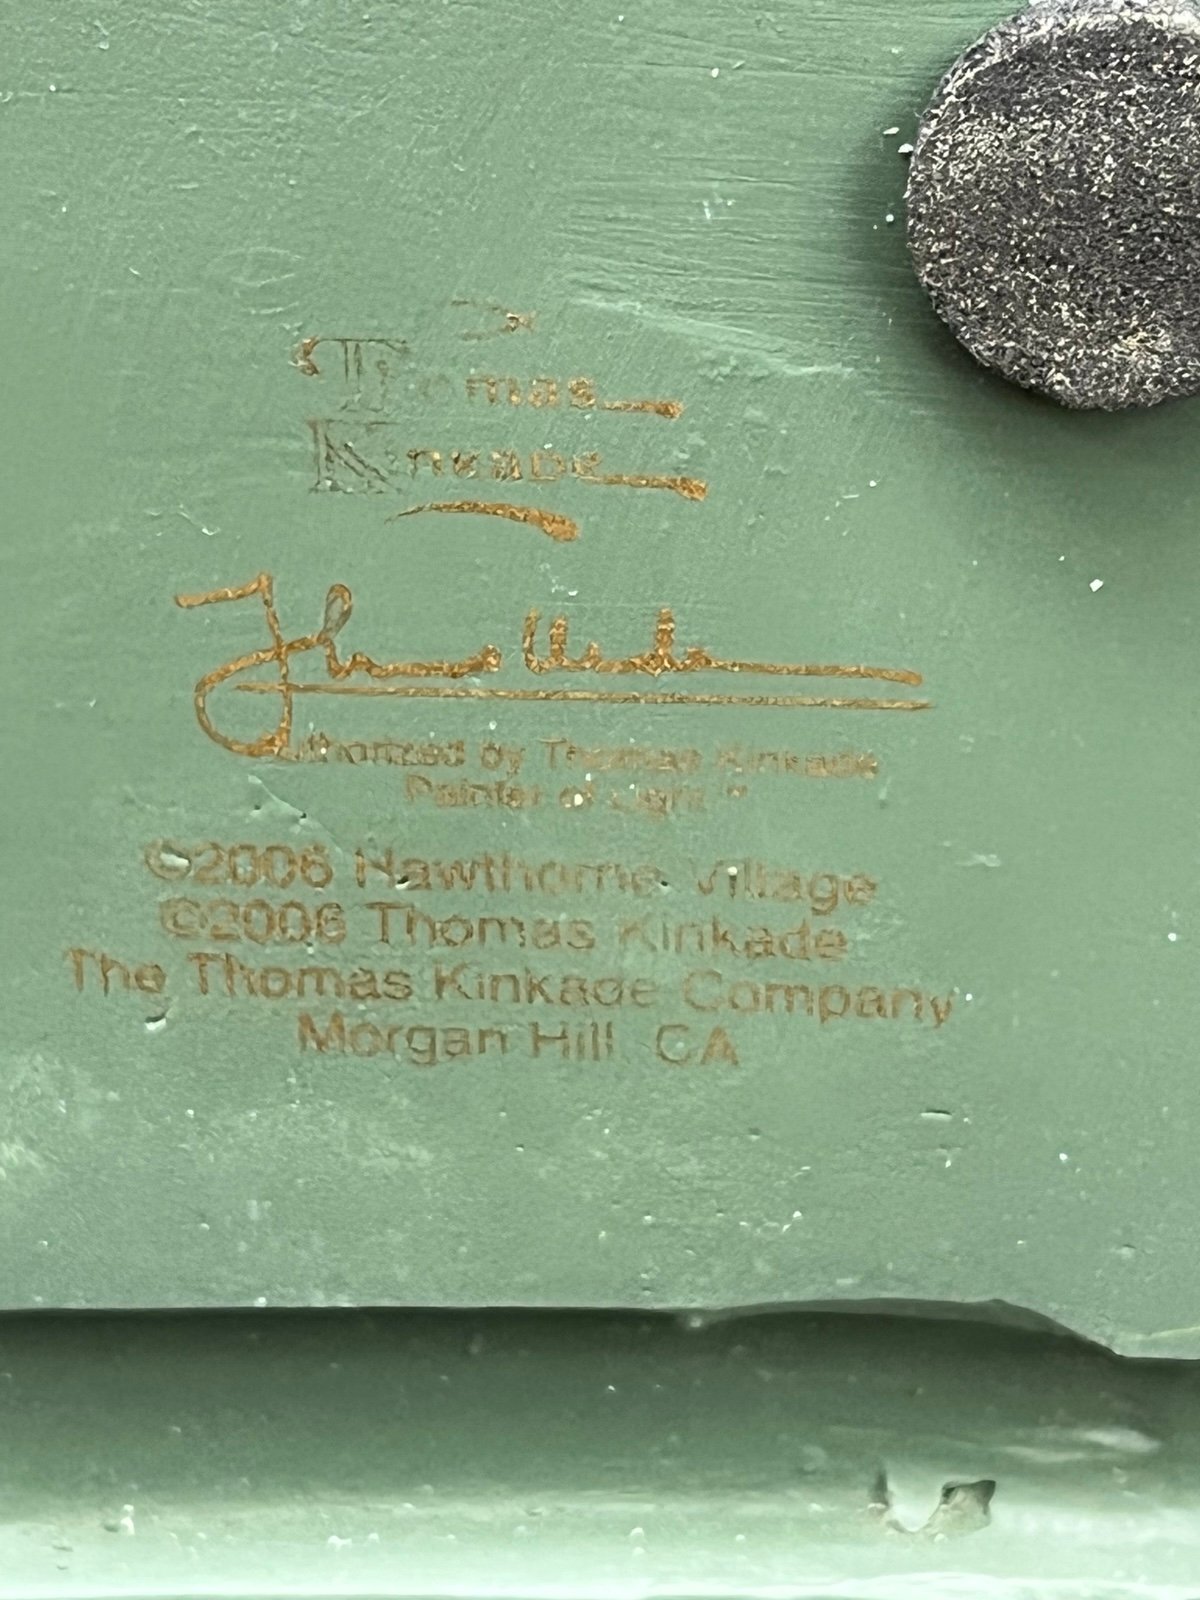 Thomas
Kinkade
Authorized by Thomas Kinkade
Painter of Light™
©2006 Hawthorne Village
©2006 Thomas Kinkade
The Thomas Kinkade Company
Morgan Hill, CA